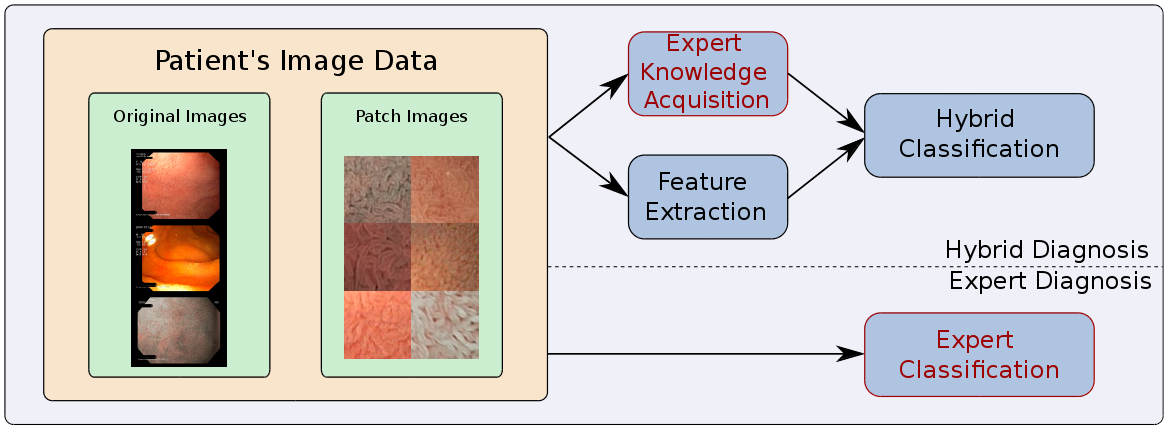 Patient's Image Data
Original Images
Patch Images
Expert
Knowledge
Acquisition
Feature
Extraction
Hybrid
Classification
Hybrid Diagnosis
Expert Diagnosis
Expert
Classification